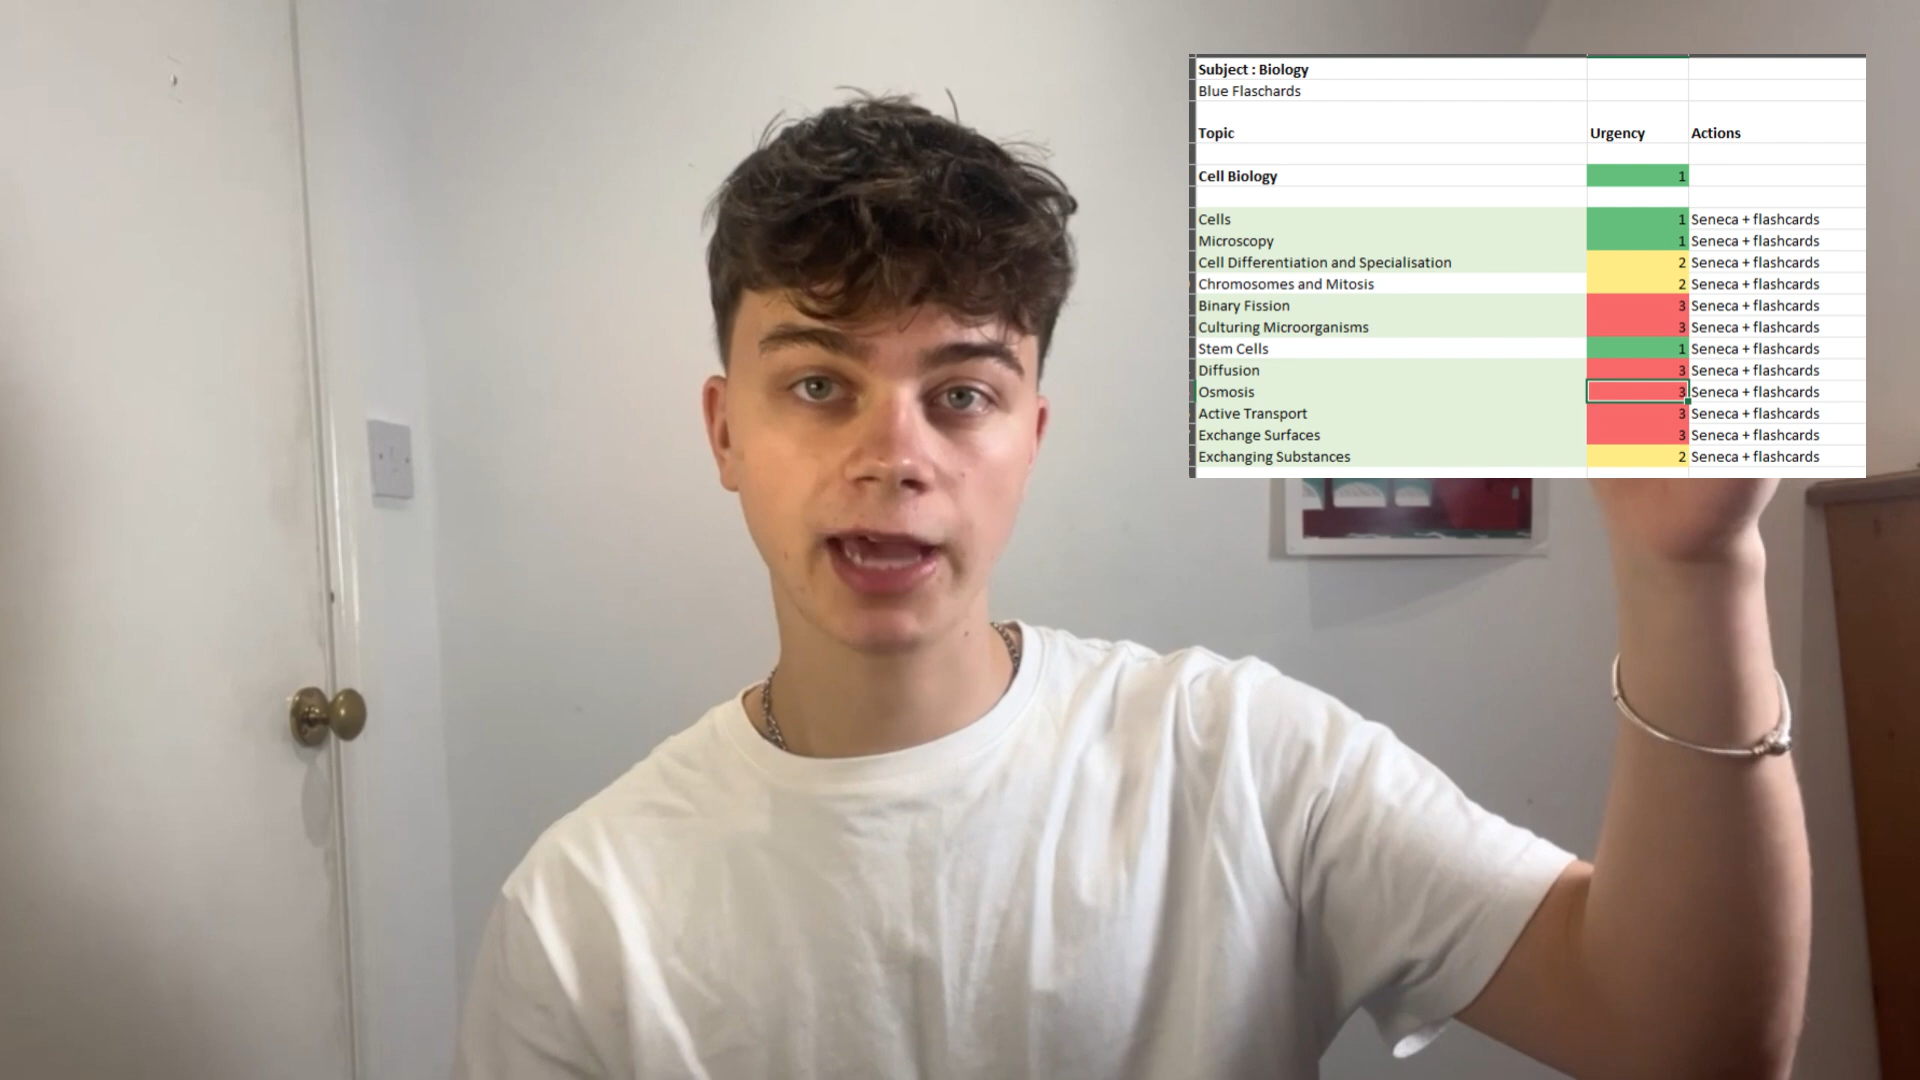 Subject : Biology
Blue Flaschards
Topic Urgency Actions
Cell Biology 1
Cells 1 Seneca + flashcards
Microscopy 1 Seneca + flashcards
Cell Differentiation and Specialisation 2 Seneca + flashcards
Chromosomes and Mitosis 2 Seneca + flashcards
Binary Fission 3 Seneca + flashcards
Culturing Microorganisms 3 Seneca + flashcards
Stem Cells 1 Seneca + flashcards
Diffusion 3 Seneca + flashcards
Osmosis 3 Seneca + flashcards
Active Transport 3 Seneca + flashcards
Exchange Surfaces 3 Seneca + flashcards
Exchanging Substances 2 Seneca + flashcards